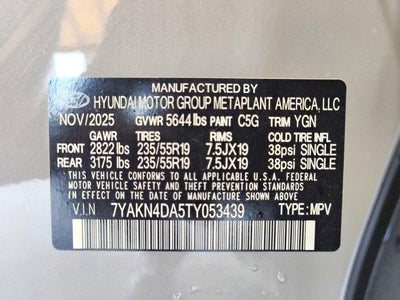 MANUFACTURED BY
HYUNDAI MOTOR GROUP METAPLANT AMERICA, LLC
NOV/2025 GVWR 5644 lbs PAINT C5G TRIM YGN
GAWR TIRES RIMS COLD TIRE INFL
FRONT 2822 lbs 235/55R19 7.5JX19 38psi SINGLE
REAR 3175 lbs 235/55R19 7.5JX19 38psi SINGLE
THIS VEHICLE CONFORMS TO ALL APPLICABLE U.S.
FEDERAL MOTOR VEHICLE SAFETY, BUMPER, AND
THEFT PREVENTION STANDARDS IN EFFECT ON THE
DATE OF MANUFACTURE SHOWN ABOVE.
V.I.N 7YAKN4DA5TY053439 TYPE: MPV